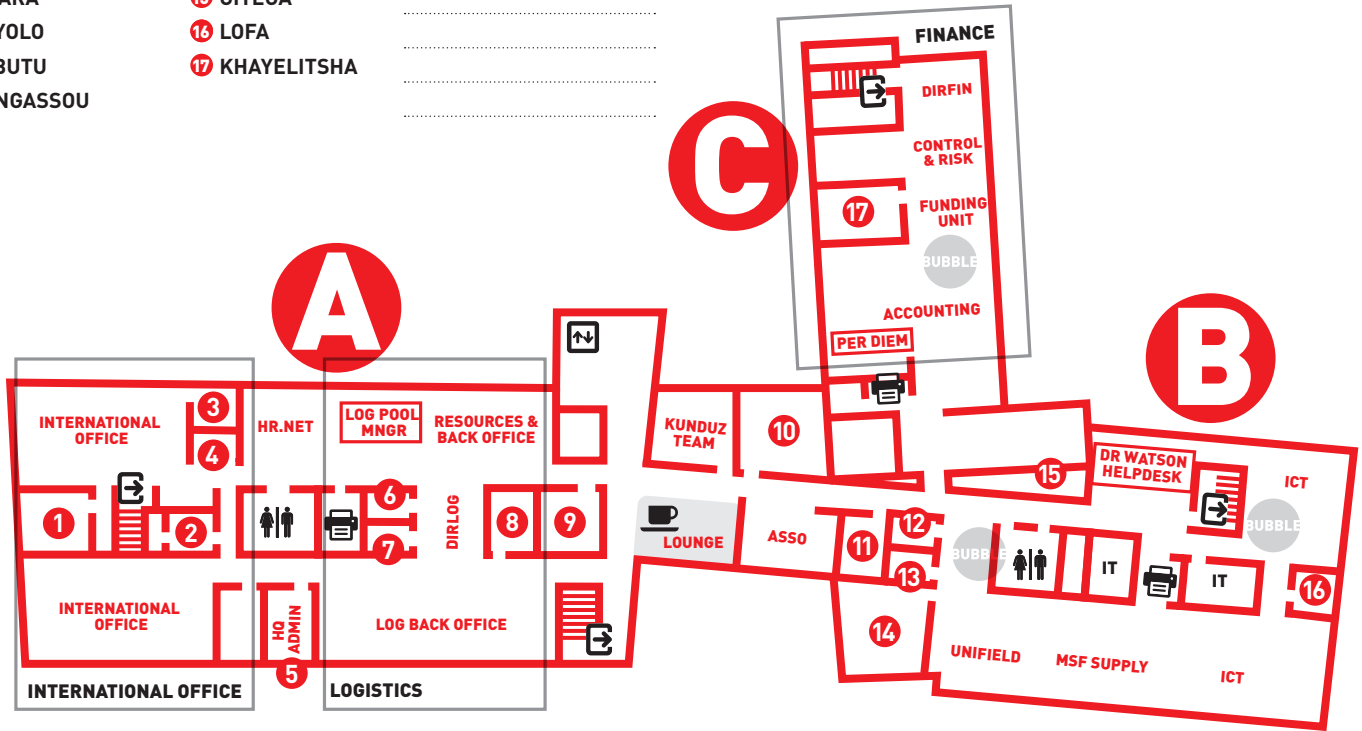 YOLO
16 LOFA
BUTU
17 KHAYELITSHA
NGASSOU
FINANCE
DIRFIN
CONTROL
& RISK
C
17
FUNDING
UNIT
BUBBLE
ACCOUNTING
PER DIEM
A
B
INTERNATIONAL
OFFICE
3
4
HR.NET
LOG POOL
MNGR
RESOURCES &
BACK OFFICE
KUNDUZ
TEAM
10
15
DR WATSON
HELPDESK
ICT
BUBBLE
1
2
6
7
DIRLOG
8
9
LOUNGE
ASSO
11
12
13
BUBBLE
IT
IT
16
INTERNATIONAL
OFFICE
HQ
ADMIN
5
LOG BACK OFFICE
14
UNIFIELD
MSF SUPPLY
ICT
INTERNATIONAL OFFICE
LOGISTICS